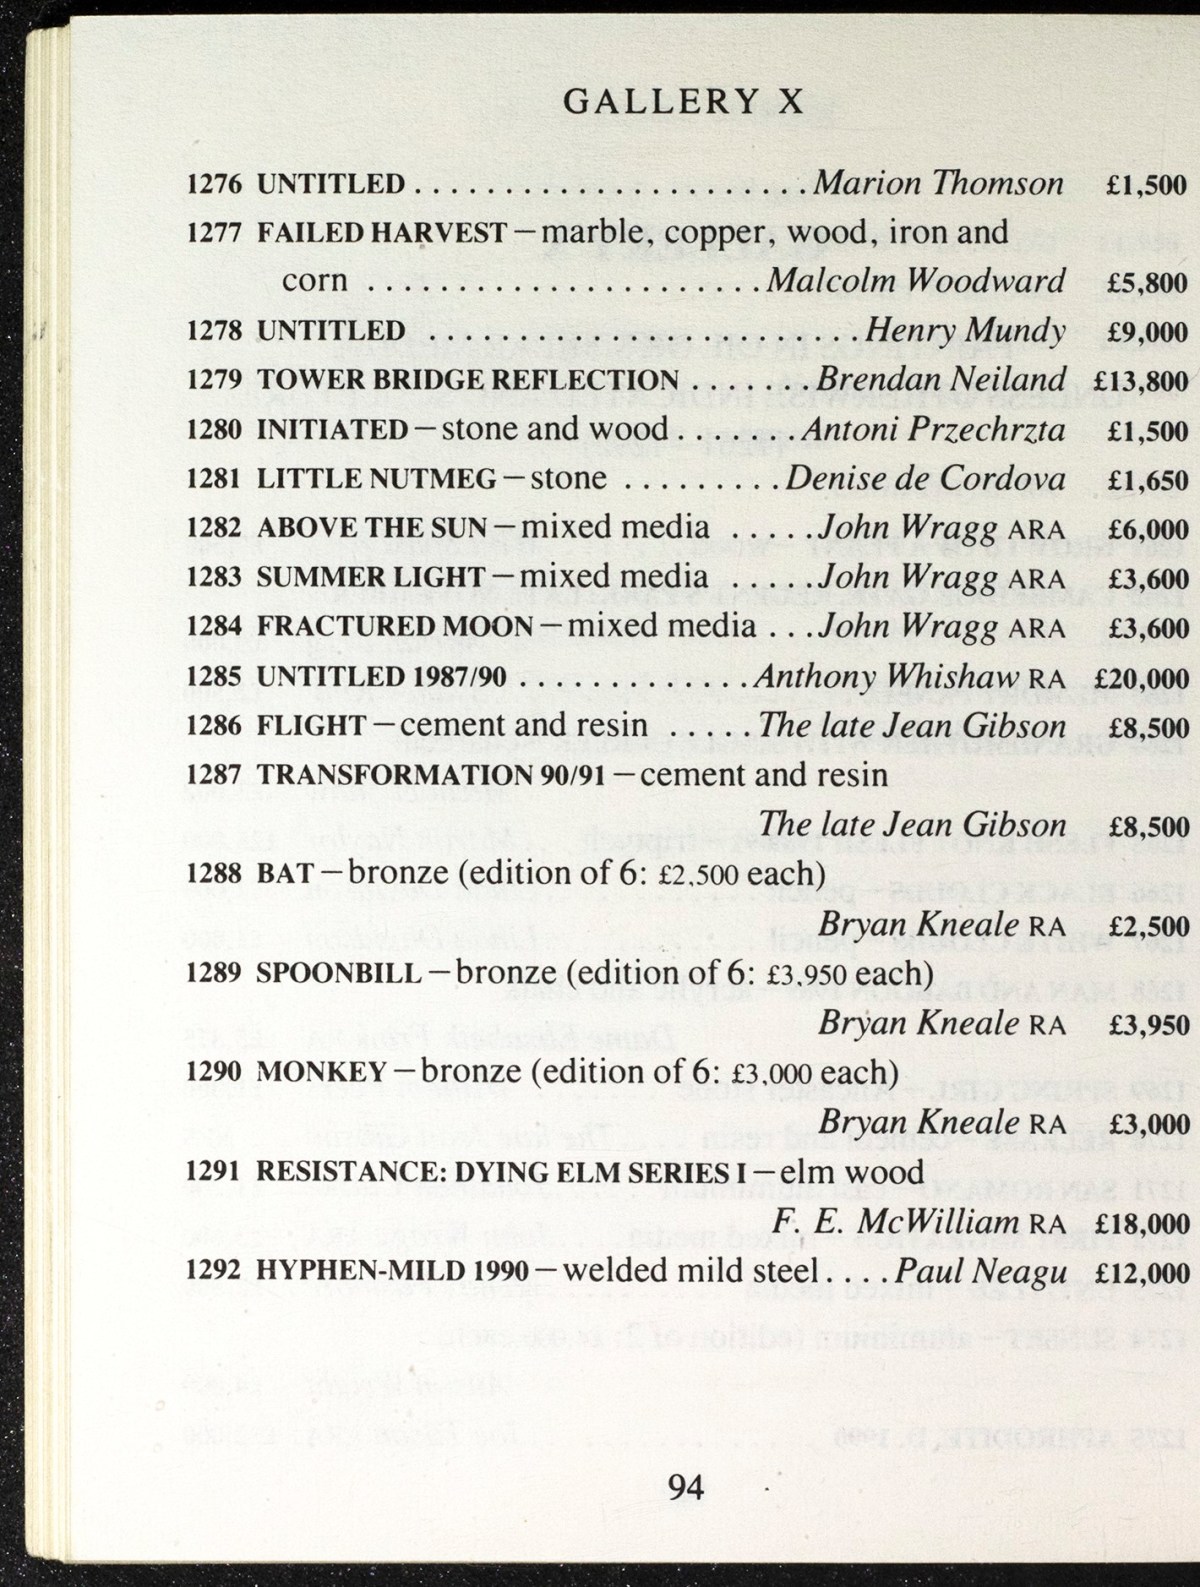 GALLERY X
1276 UNTITLED . . . . . . . . . . . . . . . . . . . . . . Marion Thomson £1,500
1277 FAILED HARVEST — marble, copper, wood, iron and
corn . . . . . . . . . . . . . . . . . . . . . . Malcolm Woodward £5,800
1278 UNTITLED . . . . . . . . . . . . . . . . . . . . . . . . Henry Mundy £9,000
1279 TOWER BRIDGE REFLECTION . . . . . . . Brendan Neiland £13,800
1280 INITIATED — stone and wood . . . . . . . Antoni Przechrzta £1,500
1281 LITTLE NUTMEG — stone . . . . . . . . . Denise de Cordova £1,650
1282 ABOVE THE SUN — mixed media . . . . . John Wragg ARA £6,000
1283 SUMMER LIGHT — mixed media . . . . . John Wragg ARA £3,600
1284 FRACTURED MOON — mixed media . . . John Wragg ARA £3,600
1285 UNTITLED 1987/90 . . . . . . . . . . . . . Anthony Whishaw RA £20,000
1286 FLIGHT — cement and resin . . . . . The late Jean Gibson £8,500
1287 TRANSFORMATION 90/91 — cement and resin
The late Jean Gibson £8,500
1288 BAT — bronze (edition of 6: £2,500 each)
Bryan Kneale RA £2,500
1289 SPOONBILL — bronze (edition of 6: £3,950 each)
Bryan Kneale RA £3,950
1290 MONKEY — bronze (edition of 6: £3,000 each)
Bryan Kneale RA £3,000
1291 RESISTANCE: DYING ELM SERIES I — elm wood
F. E. McWilliam RA £18,000
1292 HYPHEN-MILD 1990 — welded mild steel . . . . Paul Neagu £12,000
94